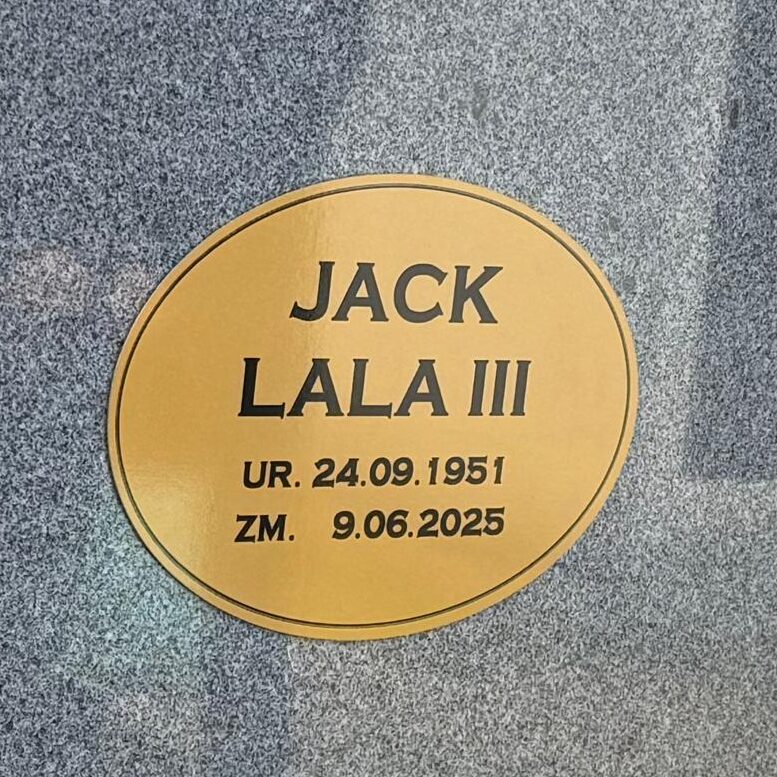 JACK
LALA III
UR. 24.09.1951
ZM. 9.06.2025